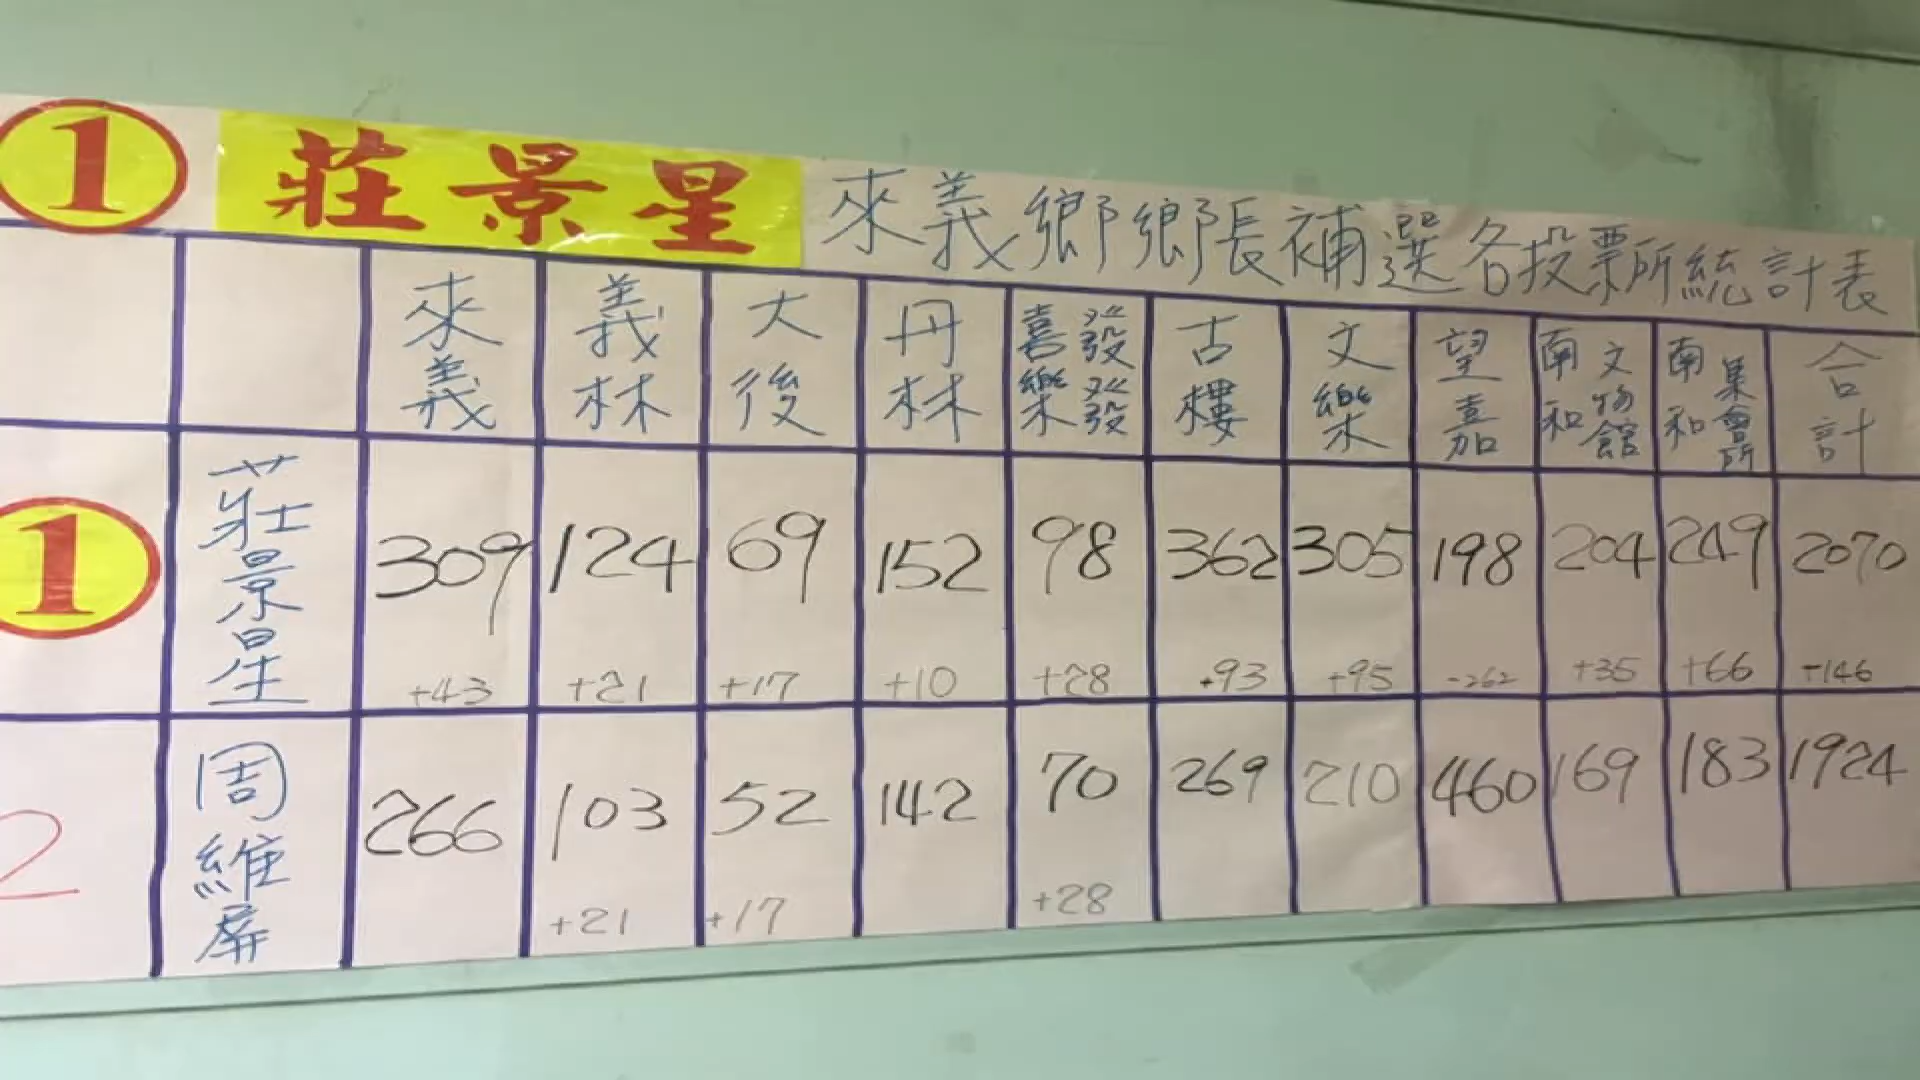 1 莊景星 來義鄉鄉長補選各投票所統計表
來義 義林 大後 丹林 喜樂發發 古樓 文樂 望嘉 南和文物館 南和集會所 合計
1 莊景星 309 124 69 152 98 362 305 198 204 249 2070
+43 +21 +17 +10 +28 +93 +95 -262 +35 +66 +146
2 周維屏 266 103 52 142 70 269 210 460 169 183 1924
+21 +17 +28